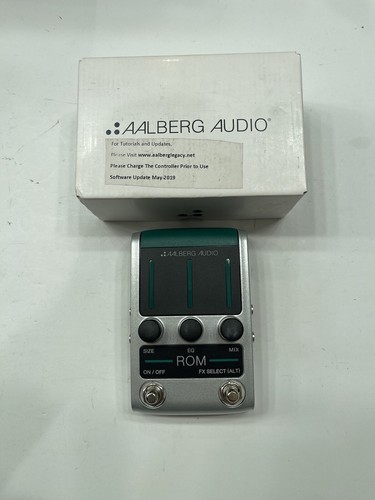 AALBERG AUDIO
For Tutorials and Updates,
Please Visit www.aalberglegacy.net
Please Charge The Controller Prior to Use
Software Update May-2019
AALBERG AUDIO
SIZE EQ MIX
ROM
ON / OFF FX SELECT (ALT)